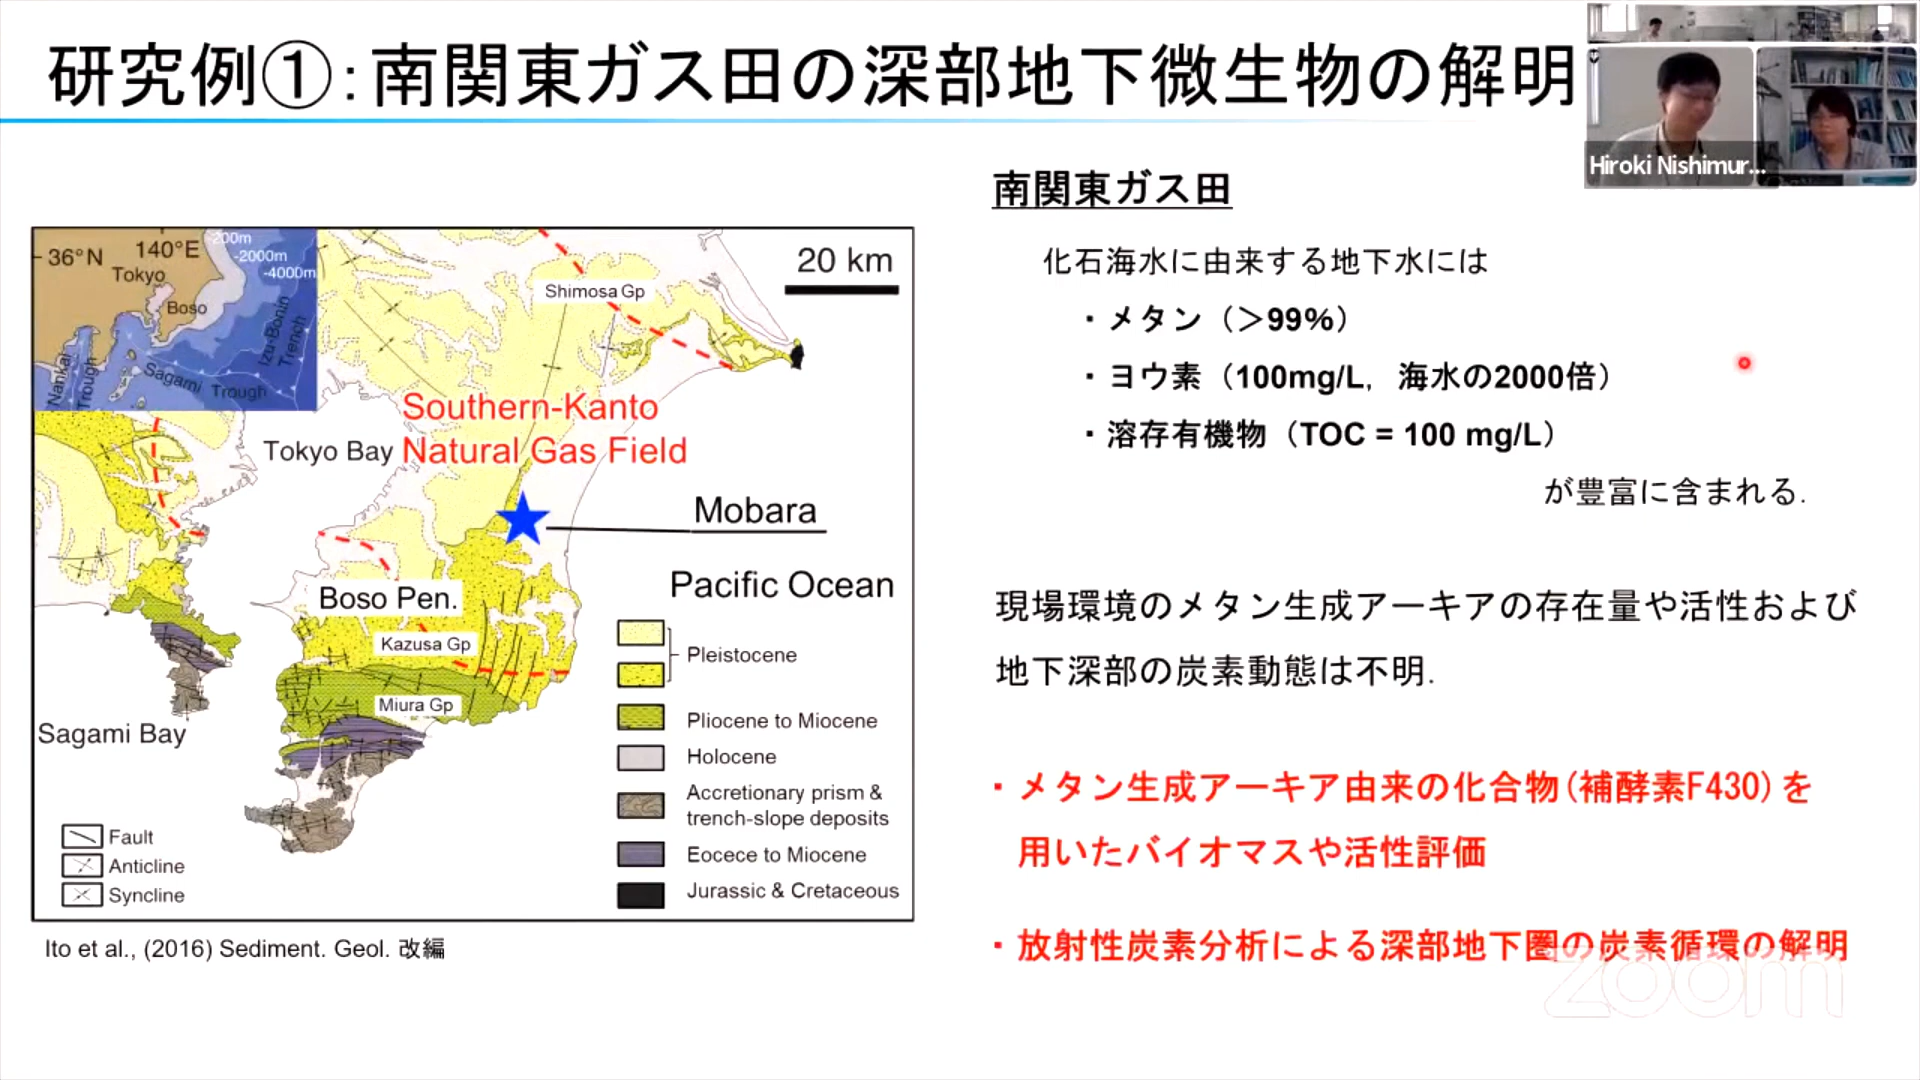 研究例①:南関東ガス田の深部地下微生物の解明
Hiroki Nishimur...
南関東ガス田
化石海水に由来する地下水には
・メタン（＞99%）
・ヨウ素（100mg/L, 海水の2000倍）
・溶存有機物（TOC = 100 mg/L）
が豊富に含まれる.
現場環境のメタン生成アーキアの存在量や活性および
地下深部の炭素動態は不明.
・メタン生成アーキア由来の化合物(補酵素F430)を
用いたバイオマスや活性評価
・放射性炭素分析による深部地下圏の炭素循環の解明
36°N
140°E
-200m
-2000m
-4000m
Tokyo
Boso
Izu-Bonin
Trench
Nankai
Trough
Sagami Trough
20 km
Shimosa Gp
Southern-Kanto
Natural Gas Field
Tokyo Bay
Mobara
Pacific Ocean
Boso Pen.
Kazusa Gp
Miura Gp
Sagami Bay
Pleistocene
Pliocene to Miocene
Holocene
Accretionary prism &
trench-slope deposits
Eocece to Miocene
Jurassic & Cretaceous
Fault
Anticline
Syncline
Ito et al., (2016) Sediment. Geol. 改編
zoom